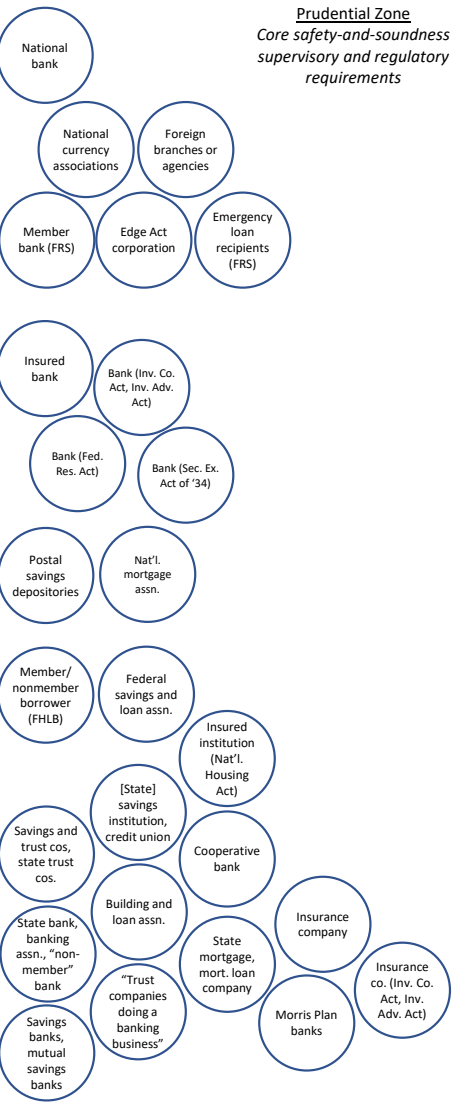 Prudential Zone
Core safety-and-soundness
supervisory and regulatory
requirements
National
bank
National
currency
associations
Foreign
branches or
agencies
Member
bank (FRS)
Edge Act
corporation
Emergency
loan
recipients
(FRS)
Insured
bank
Bank (Inv. Co.
Act, Inv. Adv.
Act)
Bank (Fed.
Res. Act)
Bank (Sec. Ex.
Act of ‘34)
Postal
savings
depositories
Nat’l.
mortgage
assn.
Member/
nonmember
borrower
(FHLB)
Federal
savings and
loan assn.
Insured
institution
(Nat’l.
Housing
Act)
[State]
savings
institution,
credit union
Savings and
trust cos,
state trust
cos.
Cooperative
bank
Building and
loan assn.
State bank,
banking
assn., “non-
member”
bank
State
mortgage,
mort. loan
company
Insurance
company
Insurance
co. (Inv. Co.
Act, Inv.
Adv. Act)
“Trust
companies
doing a
banking
business”
Morris Plan
banks
Savings
banks,
mutual
savings
banks